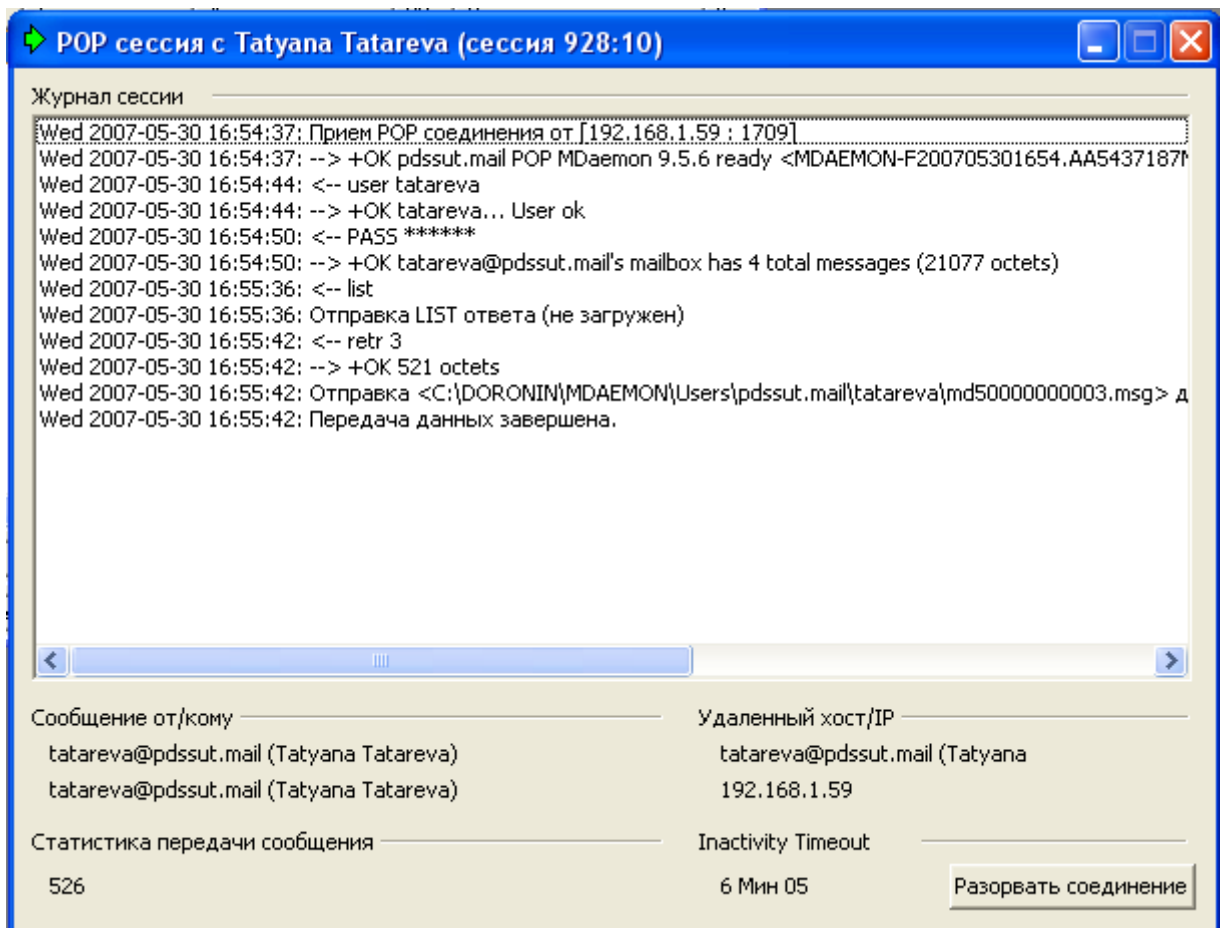 POP сессия с Tatyana Tatareva (сессия 928:10)
Журнал сессии
Wed 2007-05-30 16:54:37: Прием POP соединения от [192.168.1.59 : 1709]
Wed 2007-05-30 16:54:37: --> +OK pdssut.mail POP MDaemon 9.5.6 ready <MDAEMON-F200705301654.AA5437187M
Wed 2007-05-30 16:54:44: <-- user tatareva
Wed 2007-05-30 16:54:44: --> +OK tatareva... User ok
Wed 2007-05-30 16:54:50: <-- PASS ******
Wed 2007-05-30 16:54:50: --> +OK tatareva@pdssut.mail's mailbox has 4 total messages (21077 octets)
Wed 2007-05-30 16:55:36: <-- list
Wed 2007-05-30 16:55:36: Отправка LIST ответа (не загружен)
Wed 2007-05-30 16:55:42: <-- retr 3
Wed 2007-05-30 16:55:42: --> +OK 521 octets
Wed 2007-05-30 16:55:42: Отправка <C:\DORONIN\MDAEMON\Users\pdssut.mail\tatareva\md50000000003.msg> д
Wed 2007-05-30 16:55:42: Передача данных завершена.
Сообщение от/кому
Удаленный хост/IP
tatareva@pdssut.mail (Tatyana Tatareva)
tatareva@pdssut.mail (Tatyana
tatareva@pdssut.mail (Tatyana Tatareva)
192.168.1.59
Статистика передачи сообщения
Inactivity Timeout
526
6 Мин 05
Разорвать соединение